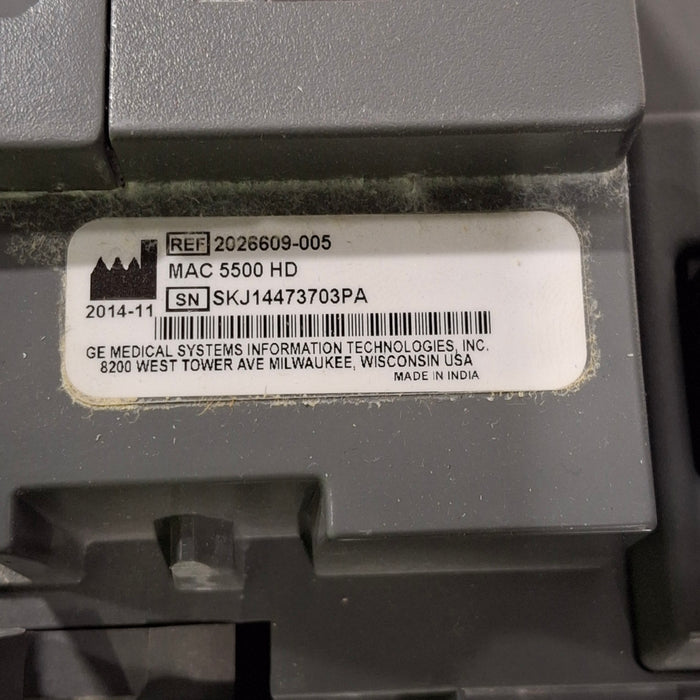 REF 2026609-005
MAC 5500 HD
2014-11
SN SKJ14473703PA
GE MEDICAL SYSTEMS INFORMATION TECHNOLOGIES, INC.
8200 WEST TOWER AVE MILWAUKEE, WISCONSIN USA
MADE IN INDIA